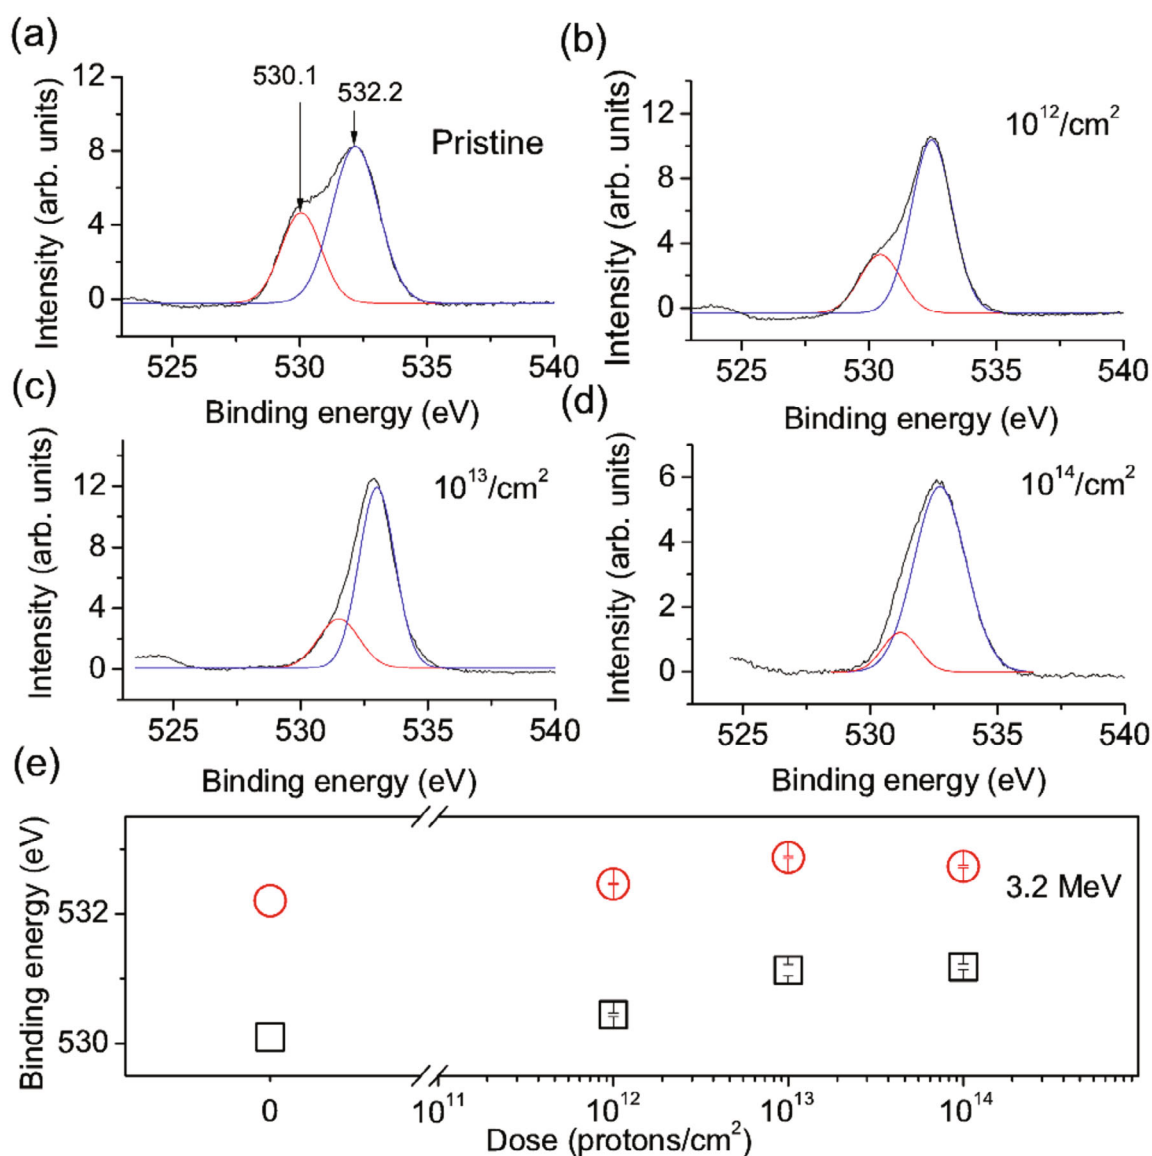 (a)
530.1
532.2
Pristine
Intensity (arb. units)
12
8
4
0
525
530
535
540
Binding energy (eV)
(b)
10¹²/cm²
Intensity (arb. units)
12
8
4
0
525
530
535
540
Binding energy (eV)
(c)
10¹³/cm²
Intensity (arb. units)
12
8
4
0
525
530
535
540
Binding energy (eV)
(d)
10¹⁴/cm²
Intensity (arb. units)
6
4
2
0
525
530
535
540
Binding energy (eV)
(e)
Binding energy (eV)
532
530
3.2 MeV
0
10¹¹
10¹²
10¹³
10¹⁴
Dose (protons/cm²)